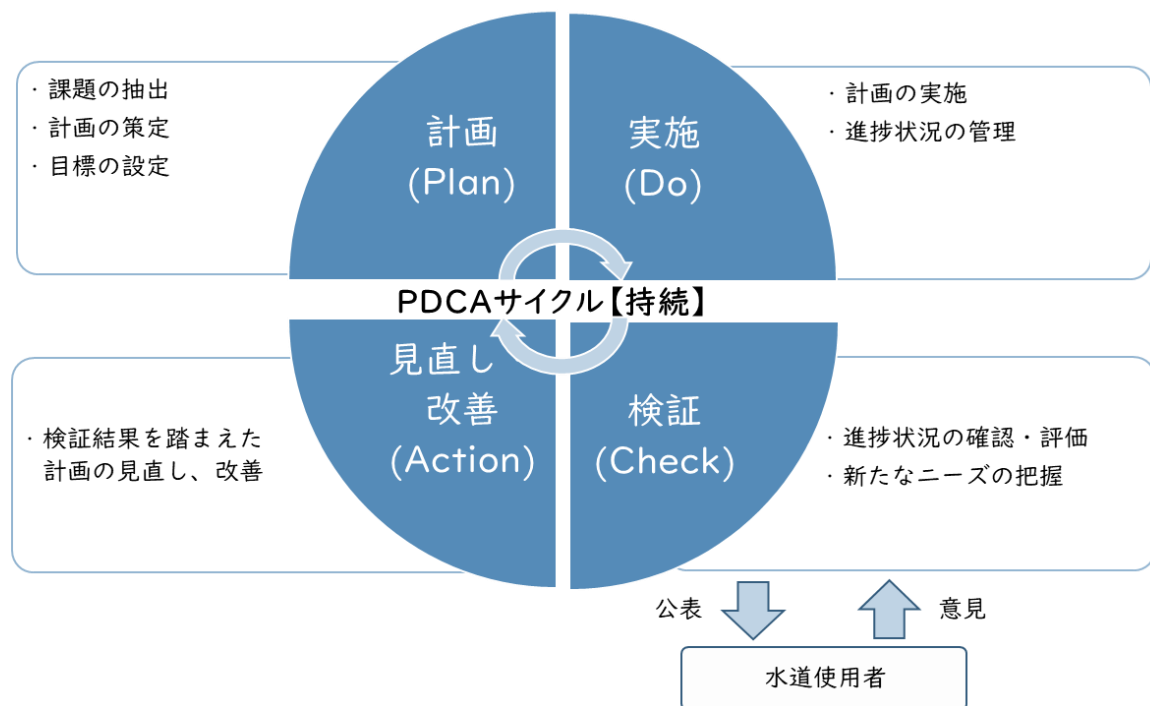 ・課題の抽出
・計画の策定
・目標の設定
計画
(Plan)
実施
(Do)
・計画の実施
・進捗状況の管理
PDCAサイクル【持続】
・検証結果を踏まえた
計画の見直し、改善
見直し
改善
(Action)
検証
(Check)
・進捗状況の確認・評価
・新たなニーズの把握
公表
意見
水道使用者